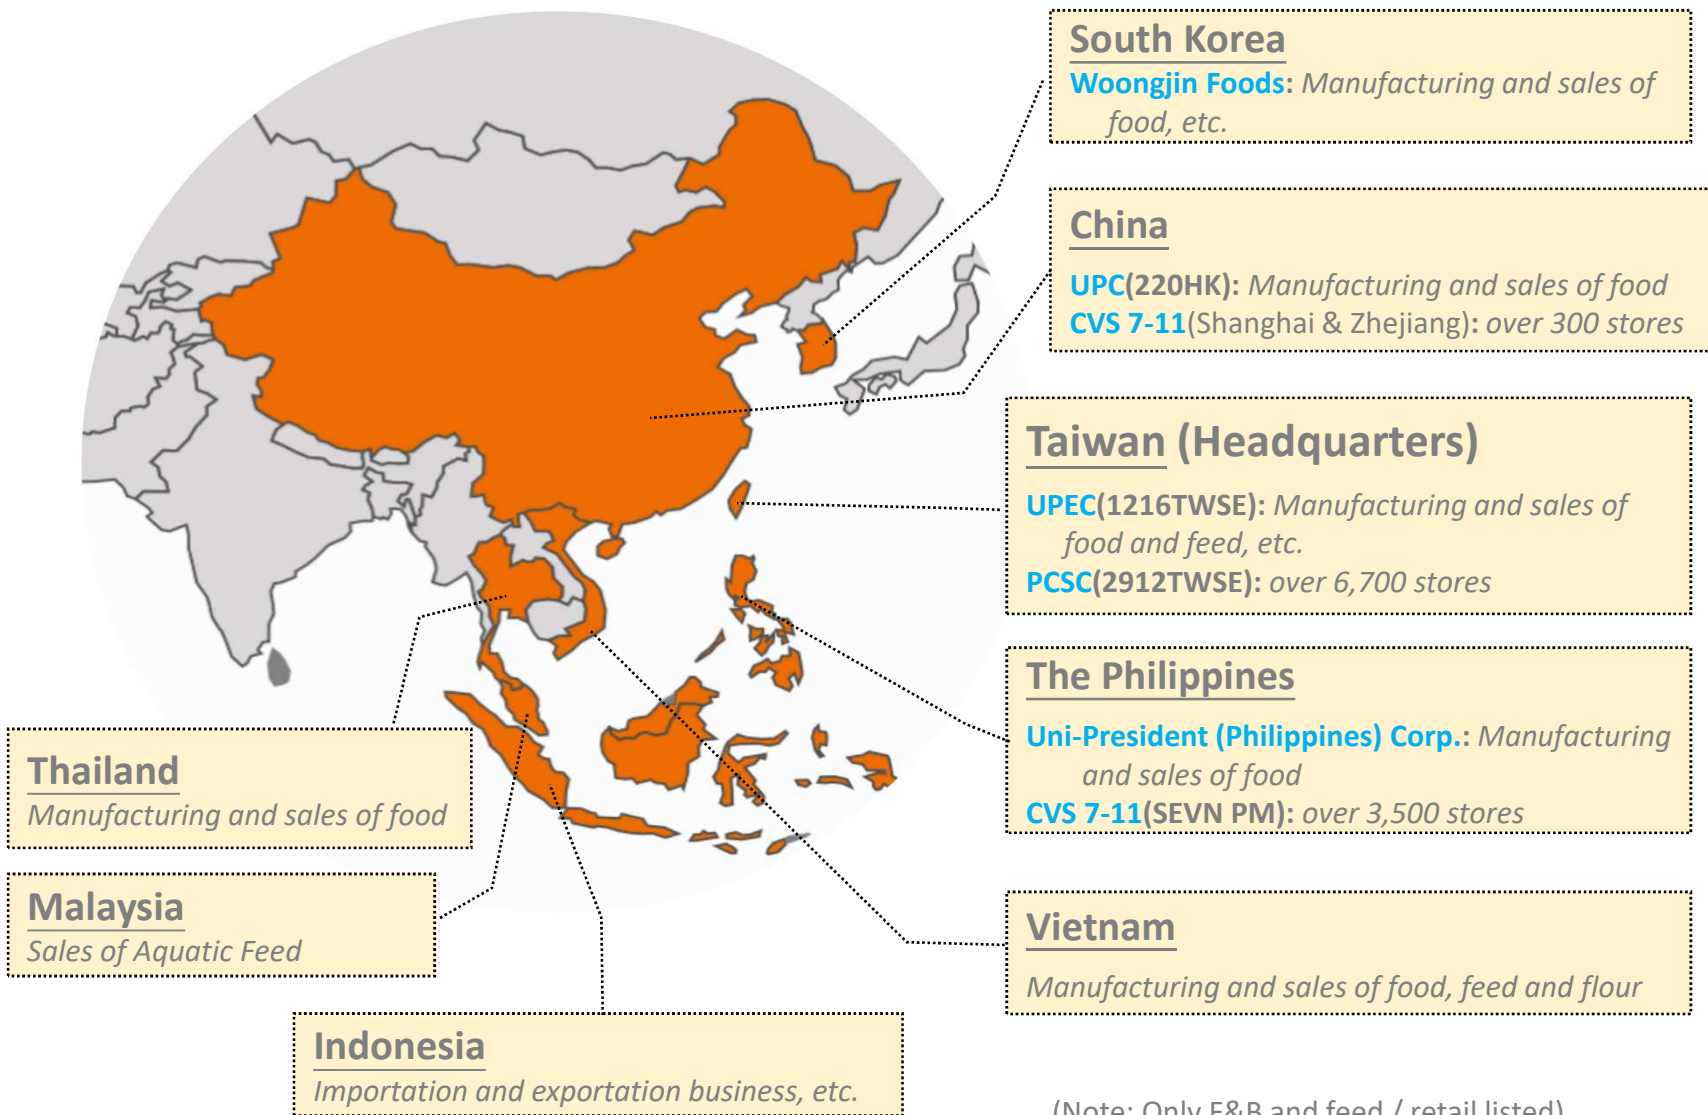 South Korea
Woongjin Foods: Manufacturing and sales of
food, etc.
China
UPC(220HK): Manufacturing and sales of food
CVS 7-11(Shanghai & Zhejiang): over 300 stores
Taiwan (Headquarters)
UPEC(1216TWSE): Manufacturing and sales of
food and feed, etc.
PCSC(2912TWSE): over 6,700 stores
The Philippines
Uni-President (Philippines) Corp.: Manufacturing
and sales of food
CVS 7-11(SEVN PM): over 3,500 stores
Thailand
Manufacturing and sales of food
Malaysia
Sales of Aquatic Feed
Vietnam
Manufacturing and sales of food, feed and flour
Indonesia
Importation and exportation business, etc.
(Note: Only F&B and feed / retail listed)